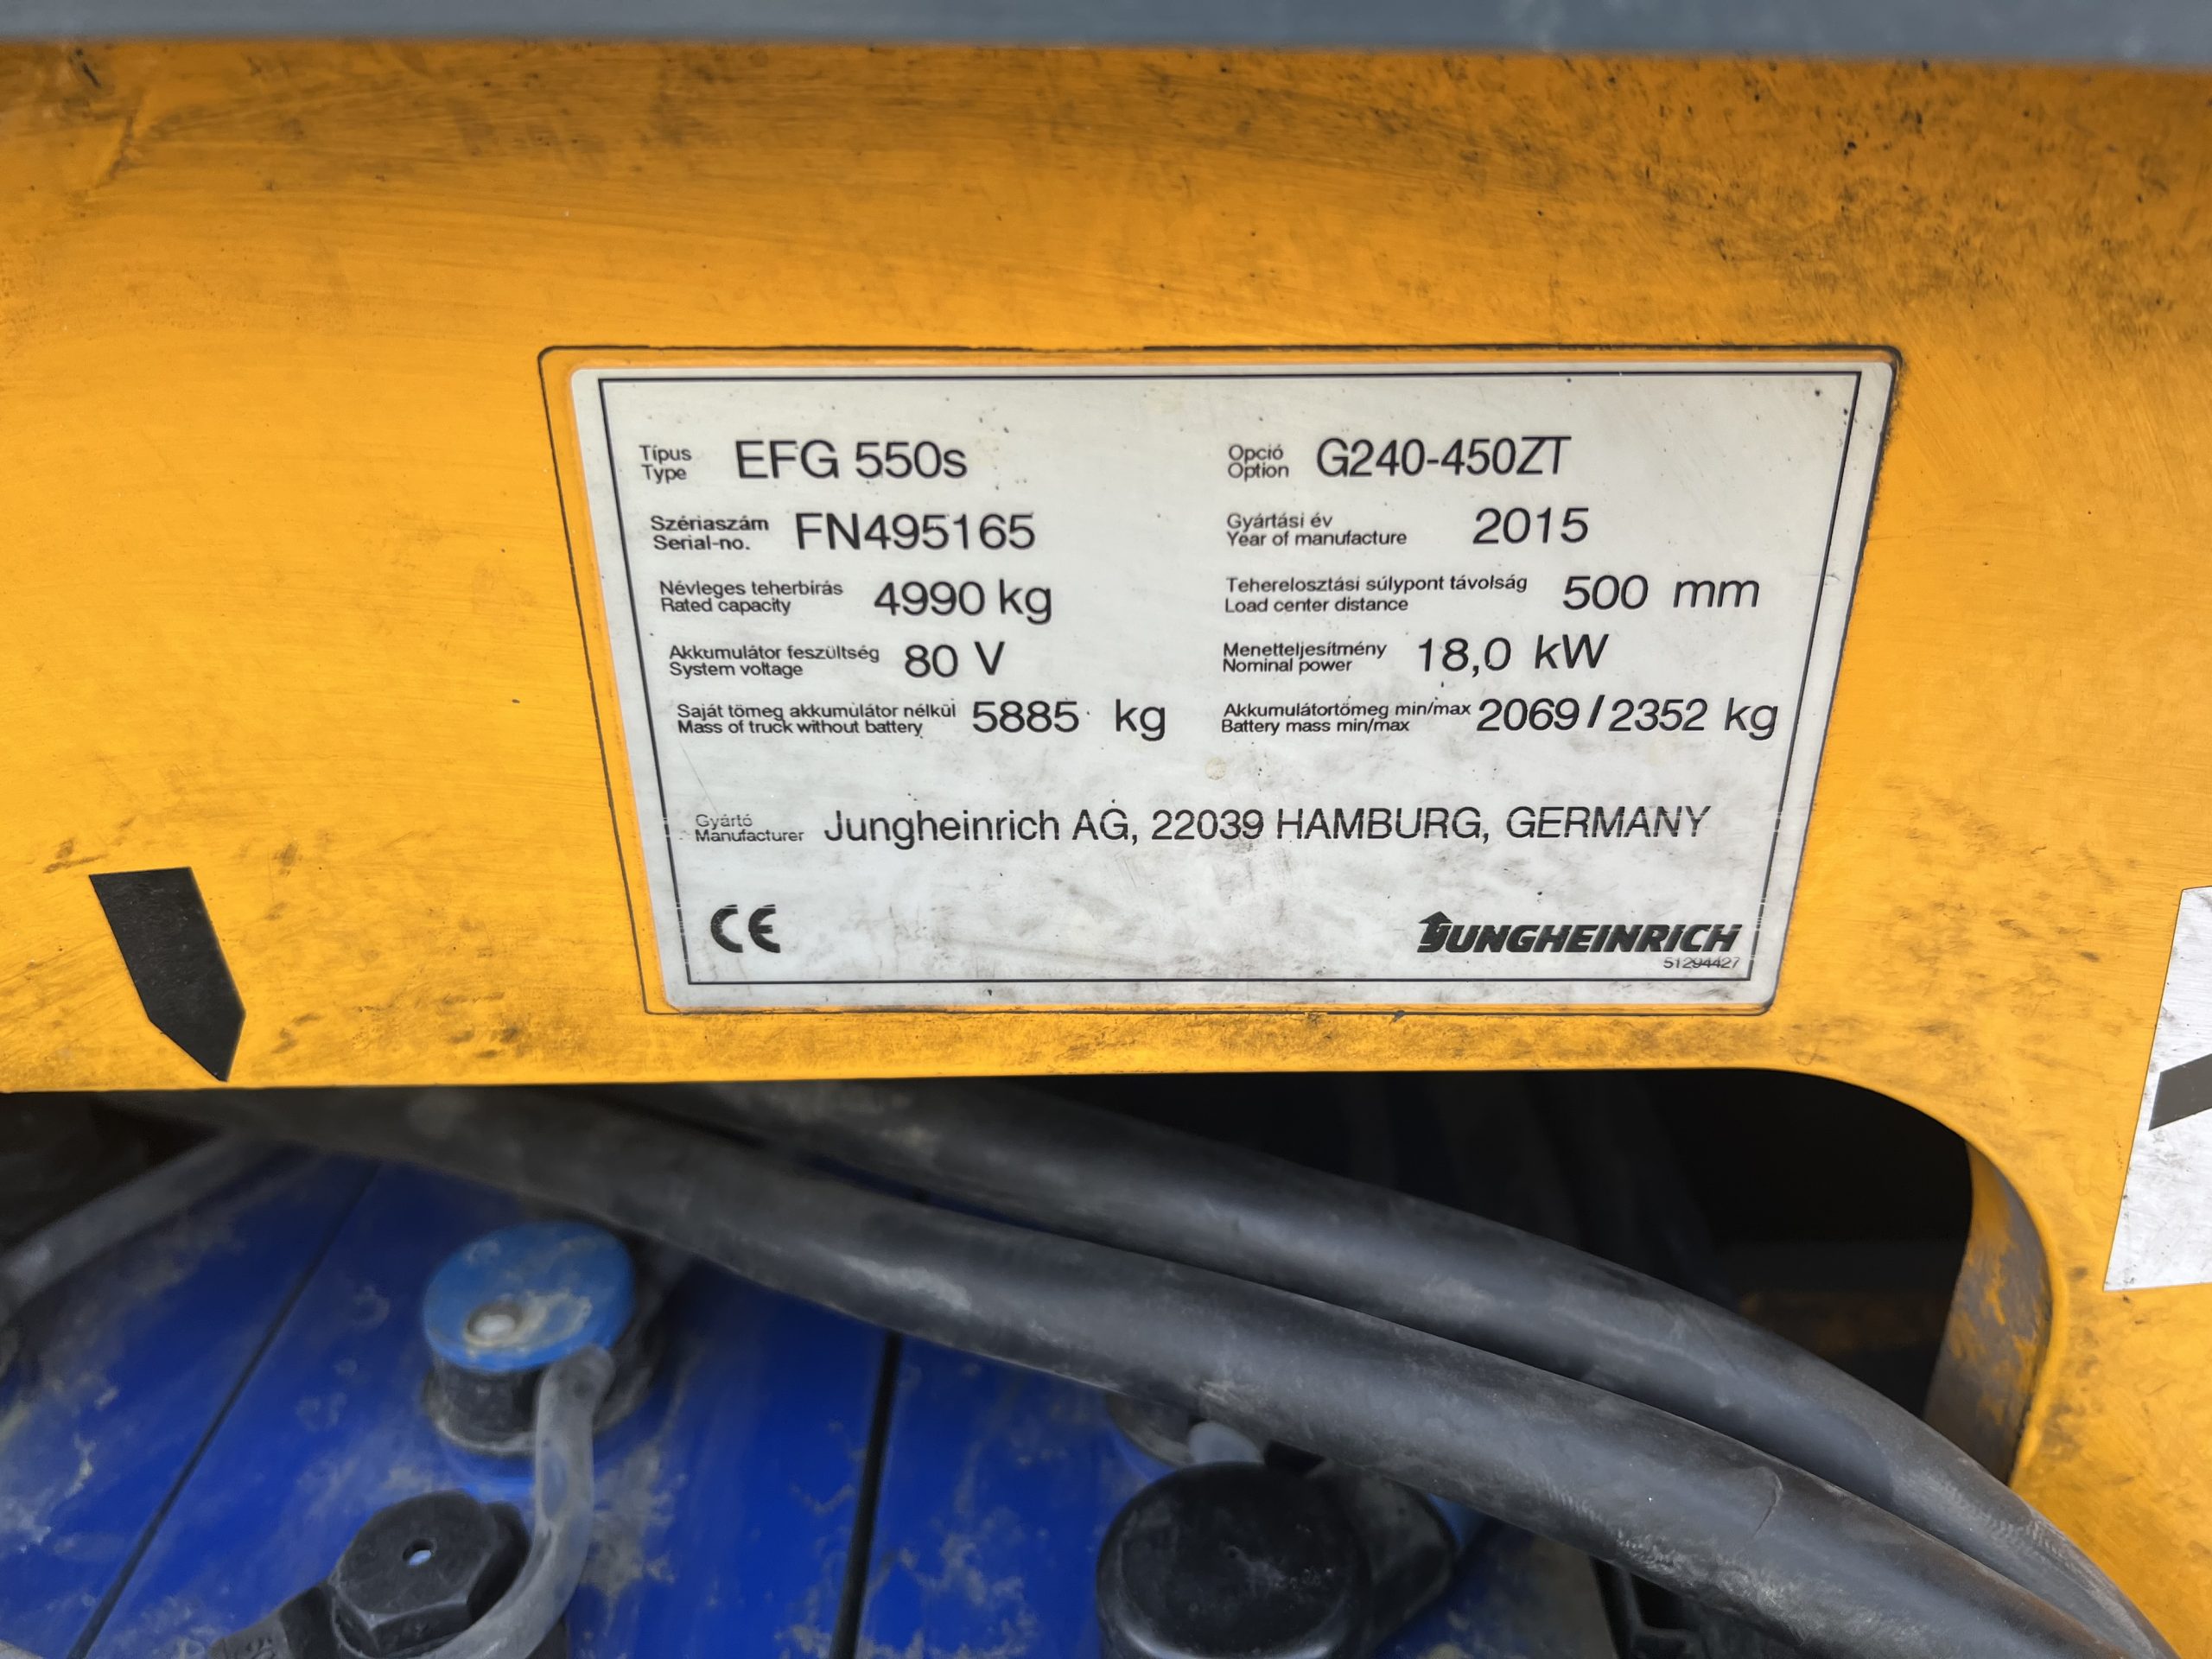 Típus
Type EFG 550s
Opció
Option G240-450ZT
Szériaszám
Serial-no. FN495165
Gyártási év
Year of manufacture 2015
Névleges teherbírás
Rated capacity 4990 kg
Teherelosztási súlypont távolság
Load center distance 500 mm
Akkumulátor feszültség
System voltage 80 V
Menetteljesítmény
Nominal power 18,0 kW
Saját tömeg akkumulátor nélkül
Mass of truck without battery 5885 kg
Akkumulátortömeg min/max
Battery mass min/max 2069/2352 kg
Gyártó
Manufacturer Jungheinrich AG, 22039 HAMBURG, GERMANY
CE
JUNGHEINRICH
51294427